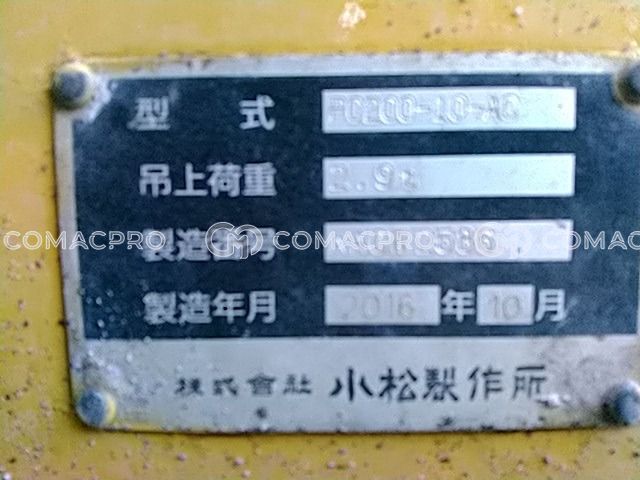 型式 PC200-10-AC
吊上荷重 2.9t
COMACPRO COMACPRO COMACPRO
製造番号
製造年月 2016 年 10 月
株式會社 小松製作所